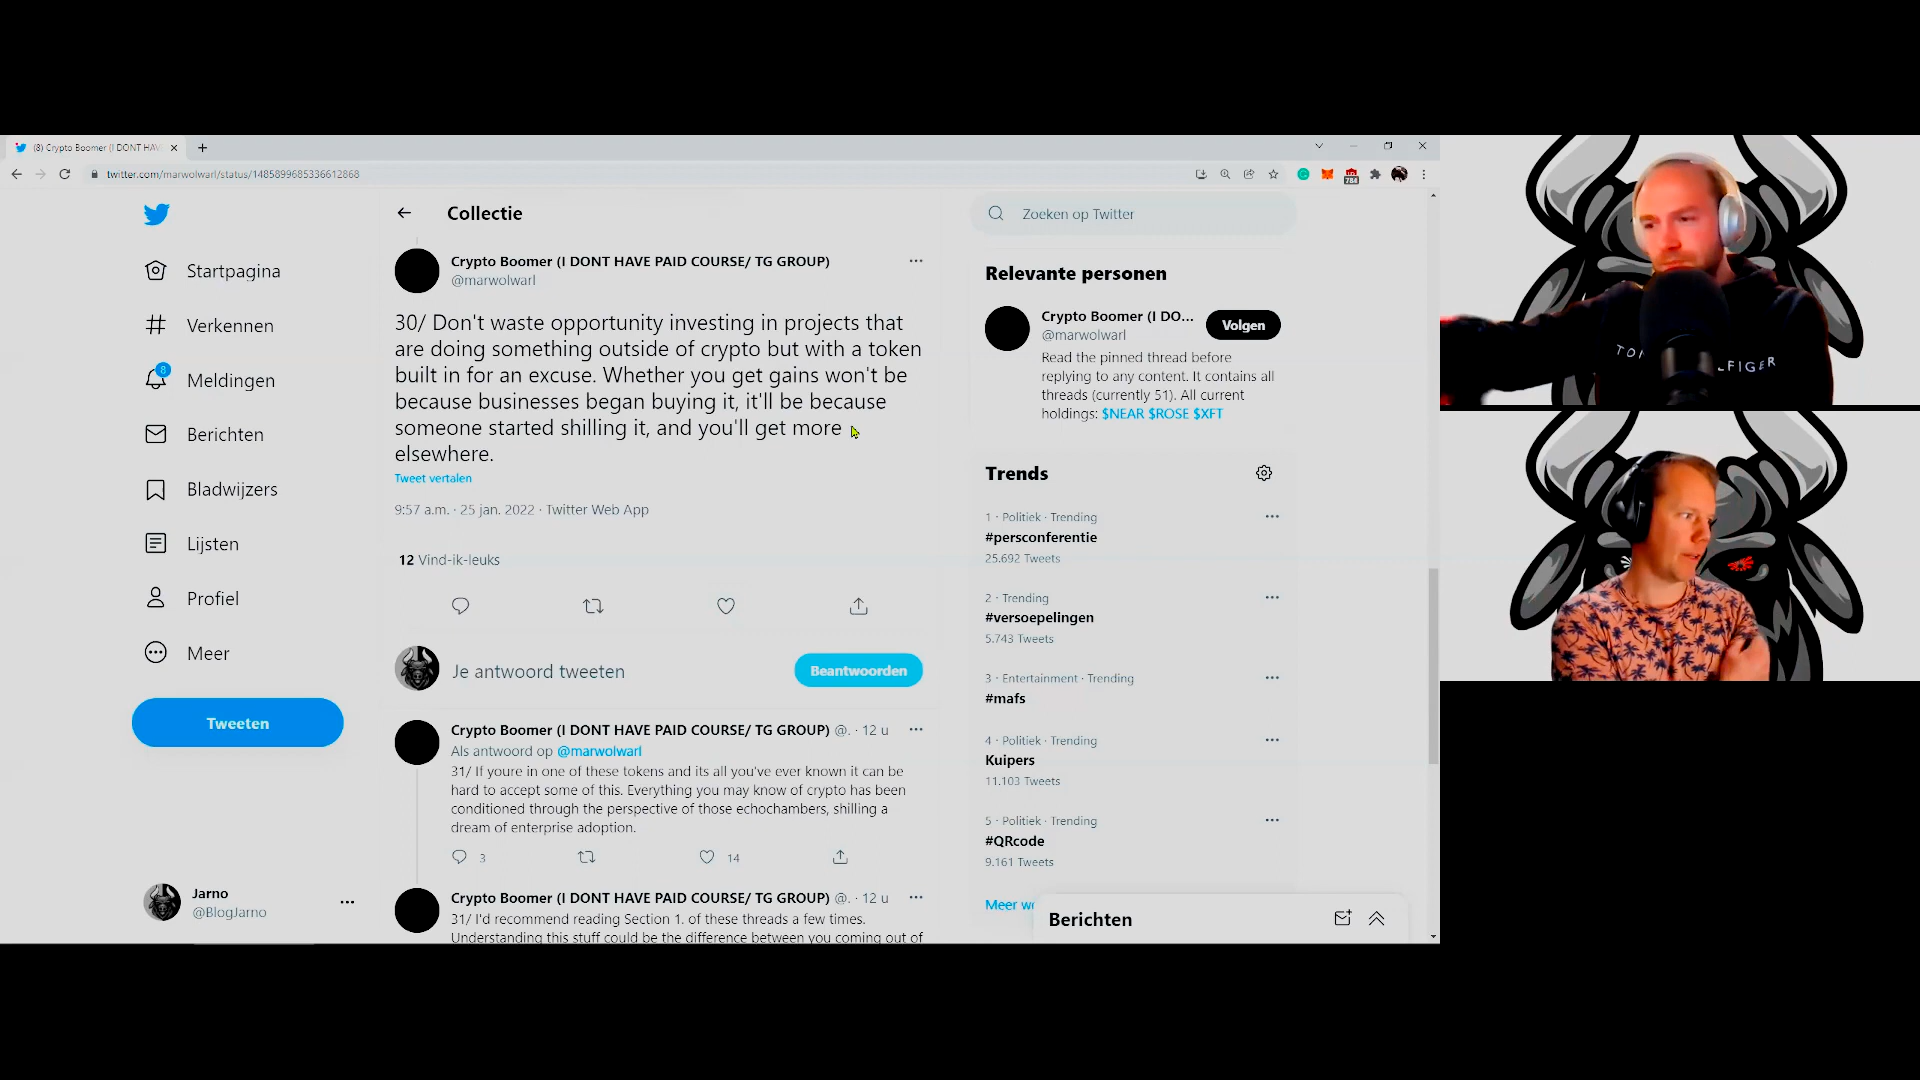 (8) Crypto Boomer (I DONT HAV
twitter.com/marwolwarl/status/1485899685336612868
Startpagina
Verkennen
8
Meldingen
Berichten
Bladwijzers
Lijsten
Profiel
Meer
Tweeten
Jarno
@BlogJarno
Collectie
Crypto Boomer (I DONT HAVE PAID COURSE/ TG GROUP)
@marwolwarl
30/ Don't waste opportunity investing in projects that
are doing something outside of crypto but with a token
built in for an excuse. Whether you get gains won't be
because businesses began buying it, it'll be because
someone started shilling it, and you'll get more
elsewhere.
Tweet vertalen
9:57 a.m. · 25 jan. 2022 · Twitter Web App
12 Vind-ik-leuks
Je antwoord tweeten
Beantwoorden
Crypto Boomer (I DONT HAVE PAID COURSE/ TG GROUP) @. · 12 u
Als antwoord op @marwolwarl
31/ If youre in one of these tokens and its all you've ever known it can be
hard to accept some of this. Everything you may know of crypto has been
conditioned through the perspective of those echochambers, shilling a
dream of enterprise adoption.
3
14
Crypto Boomer (I DONT HAVE PAID COURSE/ TG GROUP) @. · 12 u
31/ I'd recommend reading Section 1. of these threads a few times.
Understanding this stuff could be the difference between you coming out of
Zoeken op Twitter
Relevante personen
Crypto Boomer (I DO...
@marwolwarl
Volgen
Read the pinned thread before
replying to any content. It contains all
threads (currently 51). All current
holdings: $NEAR $ROSE $XFT
Trends
1 · Politiek · Trending
#persconferentie
25.692 Tweets
2 · Trending
#versoepelingen
5.743 Tweets
3 · Entertainment · Trending
#mafs
4 · Politiek · Trending
Kuipers
11.103 Tweets
5 · Politiek · Trending
#QRcode
9.161 Tweets
Meer
Berichten